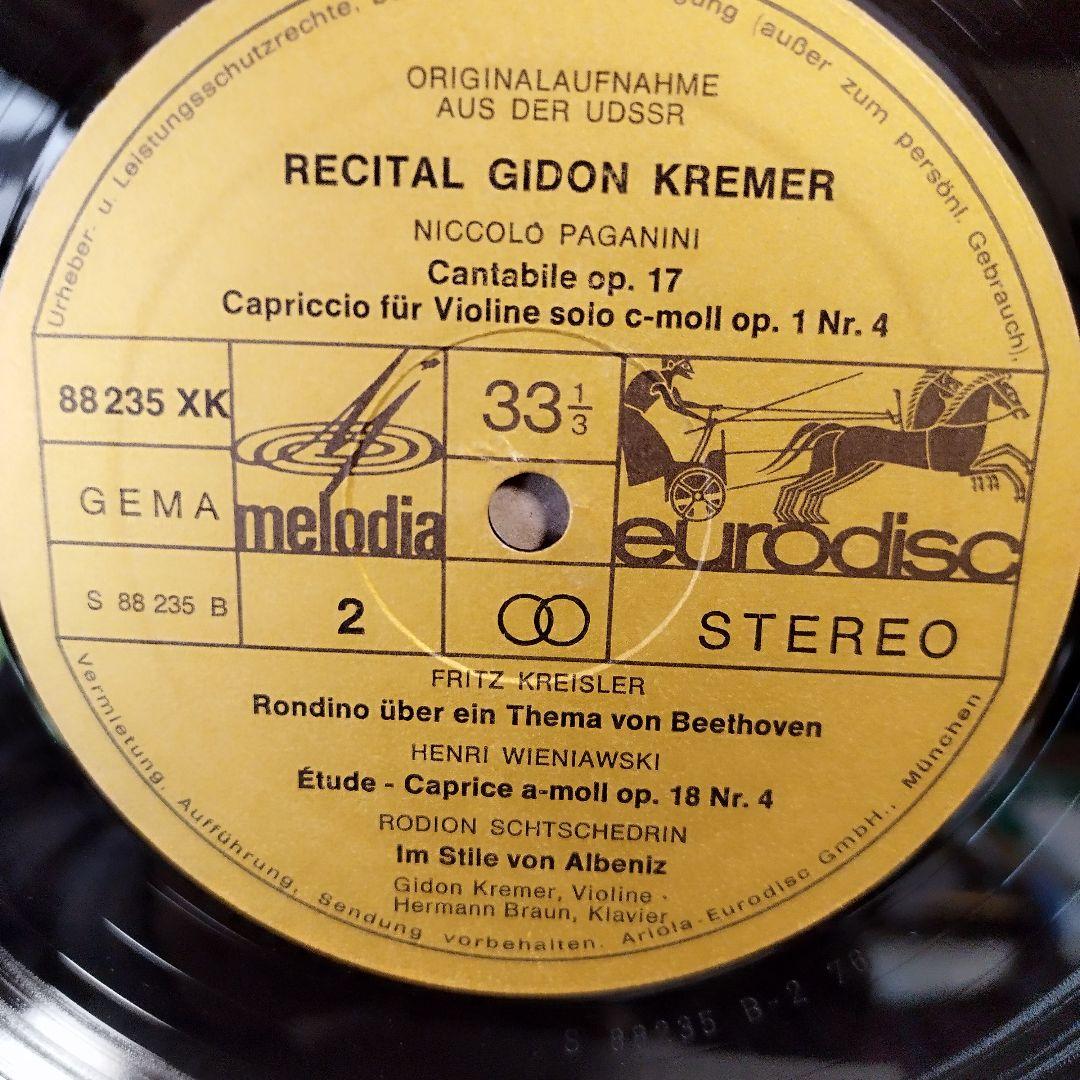 Urheber- u. Leistungsschutzrechte,
(außer zum persönl. Gebrauch),
ORIGINALAUFNAHME
AUS DER UDSSR
RECITAL GIDON KREMER
NICCOLÒ PAGANINI
Cantabile op. 17
Capriccio für Violine solo c-moll op. 1 Nr. 4
88 235 XK
GEMA
S 88 235 B
melodia
2
33 1/3
eurodisc
STEREO
FRITZ KREISLER
Rondino über ein Thema von Beethoven
HENRI WIENIAWSKI
Étude - Caprice a-moll op. 18 Nr. 4
RODION SCHTSCHEDRIN
Im Stile von Albeniz
Gidon Kremer, Violine ·
Hermann Braun, Klavier
Vermietung, Aufführung, Sendung vorbehalten. Ariola-Eurodisc GmbH., München
S 88235 B-2 76